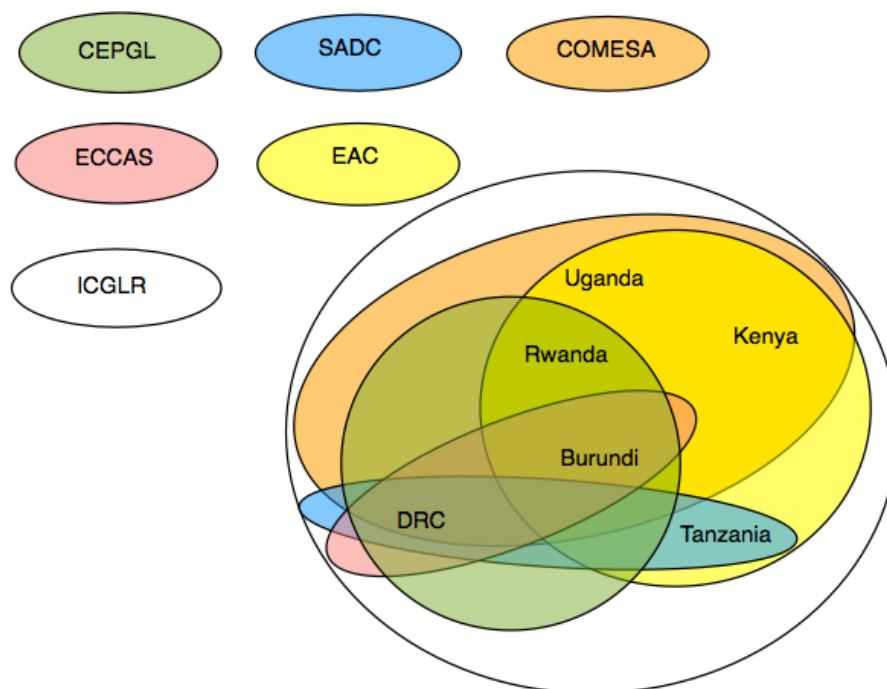 CEPGL
SADC
COMESA
ECCAS
EAC
ICGLR
Uganda
Kenya
Rwanda
Burundi
DRC
Tanzania